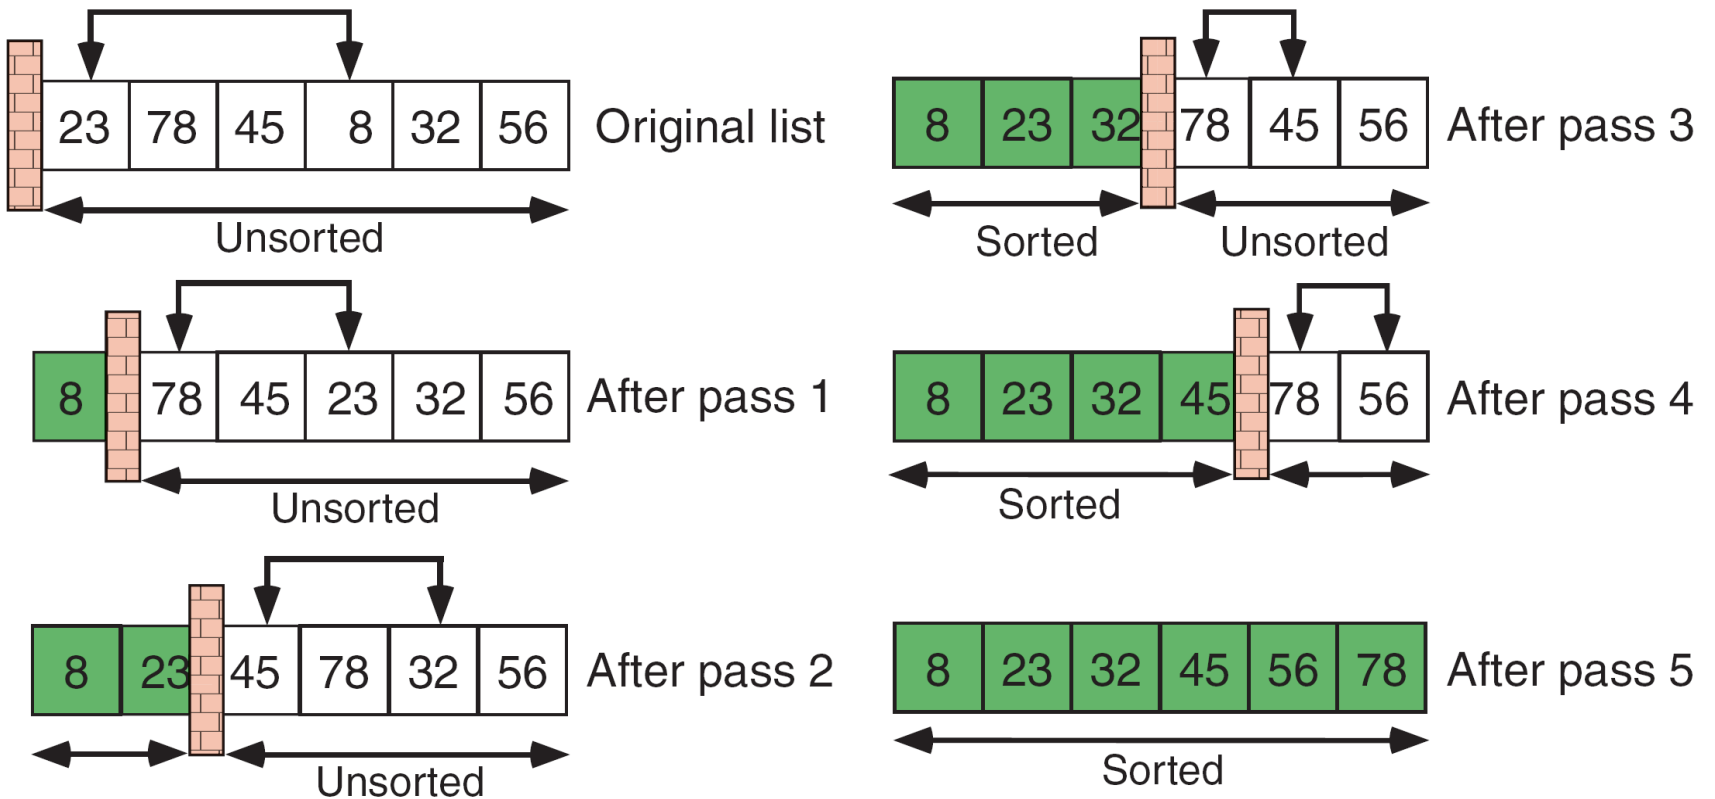 23 78 45 8 32 56 Original list
Unsorted
8 78 45 23 32 56 After pass 1
Unsorted
8 23 45 78 32 56 After pass 2
Unsorted
8 23 32 78 45 56 After pass 3
Sorted Unsorted
8 23 32 45 78 56 After pass 4
Sorted
8 23 32 45 56 78 After pass 5
Sorted